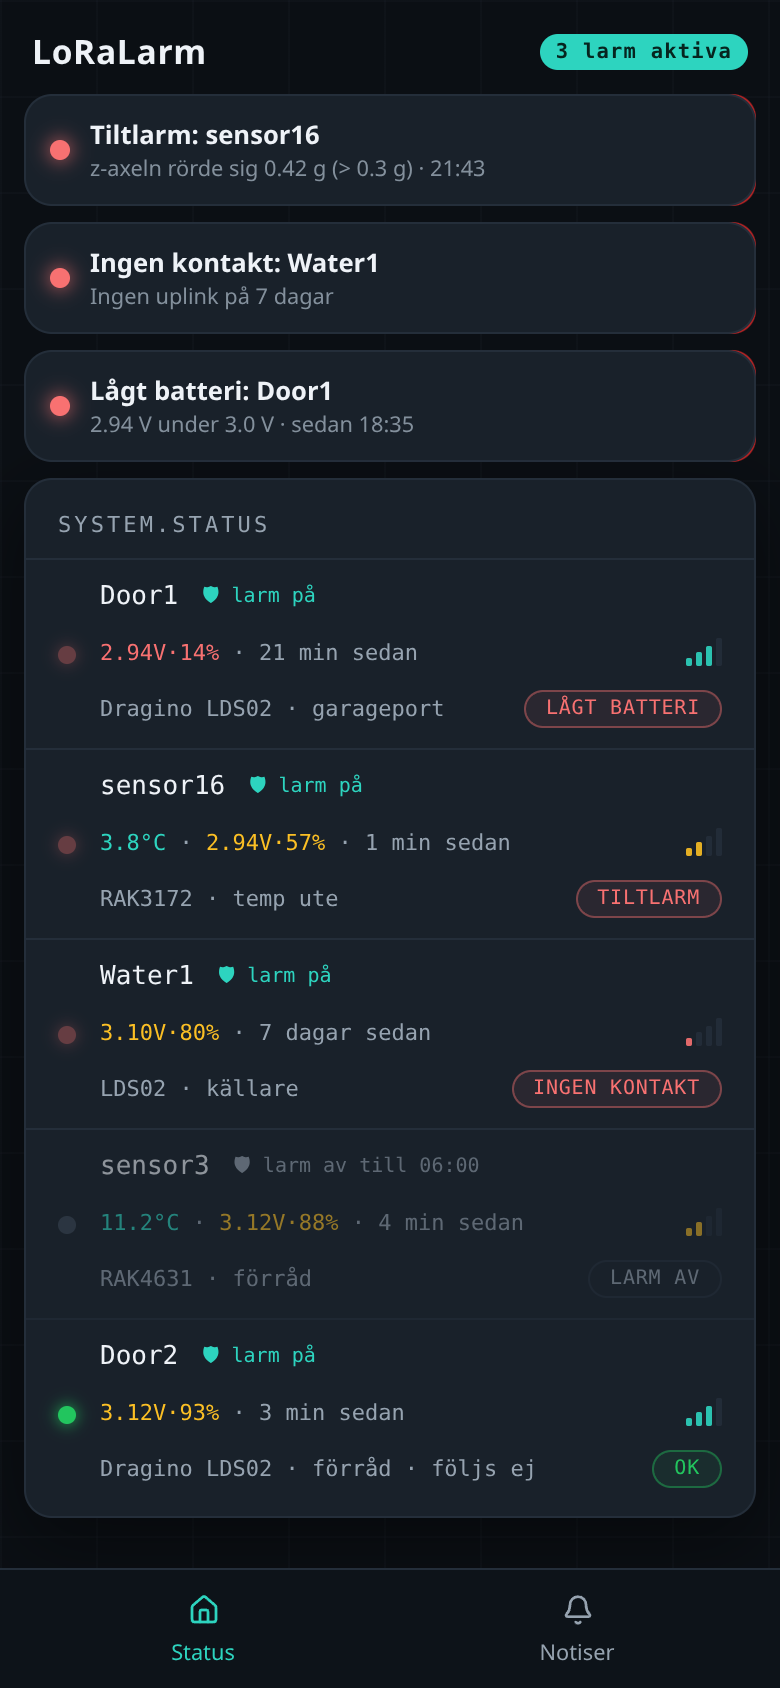 LoRaLarm
3 larm aktiva
Tiltlarm: sensor16
z-axeln rörde sig 0.42 g (> 0.3 g) · 21:43
Ingen kontakt: Water1
Ingen uplink på 7 dagar
Lågt batteri: Door1
2.94 V under 3.0 V · sedan 18:35
SYSTEM.STATUS
Door1 larm på
2.94V·14% · 21 min sedan
Dragino LDS02 · garageport LÅGT BATTERI
sensor16 larm på
3.8°C · 2.94V·57% · 1 min sedan
RAK3172 · temp ute TILTLARM
Water1 larm på
3.10V·80% · 7 dagar sedan
LDS02 · källare INGEN KONTAKT
sensor3 larm av till 06:00
11.2°C · 3.12V·88% · 4 min sedan
RAK4631 · förråd LARM AV
Door2 larm på
3.12V·93% · 3 min sedan
Dragino LDS02 · förråd · följs ej OK
Status Notiser